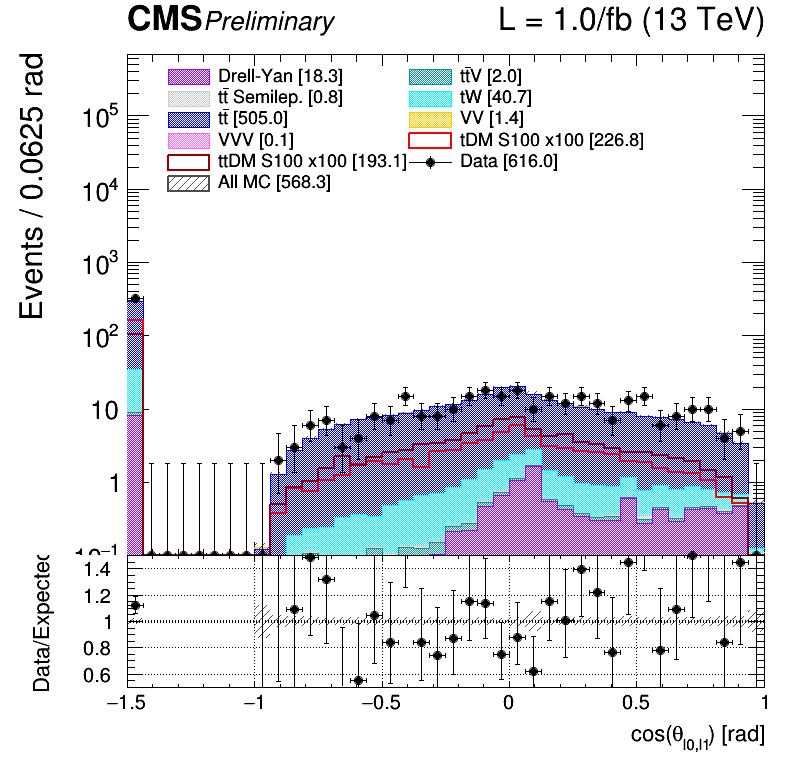 CMS Preliminary L = 1.0/fb (13 TeV)
Events / 0.0625 rad
Drell-Yan [18.3]
tt̄ Semilep. [0.8]
tt̄ [505.0]
VVV [0.1]
ttDM S100 x100 [193.1]
All MC [568.3]
tt̄V [2.0]
tW [40.7]
VV [1.4]
tDM S100 x100 [226.8]
Data [616.0]
10⁵
10⁴
10³
10²
10
1
10⁻¹
Data/Expected
1.4
1.2
1
0.8
0.6
−1.5 −1 −0.5 0 0.5 1
cos(θ_l0,l1) [rad]